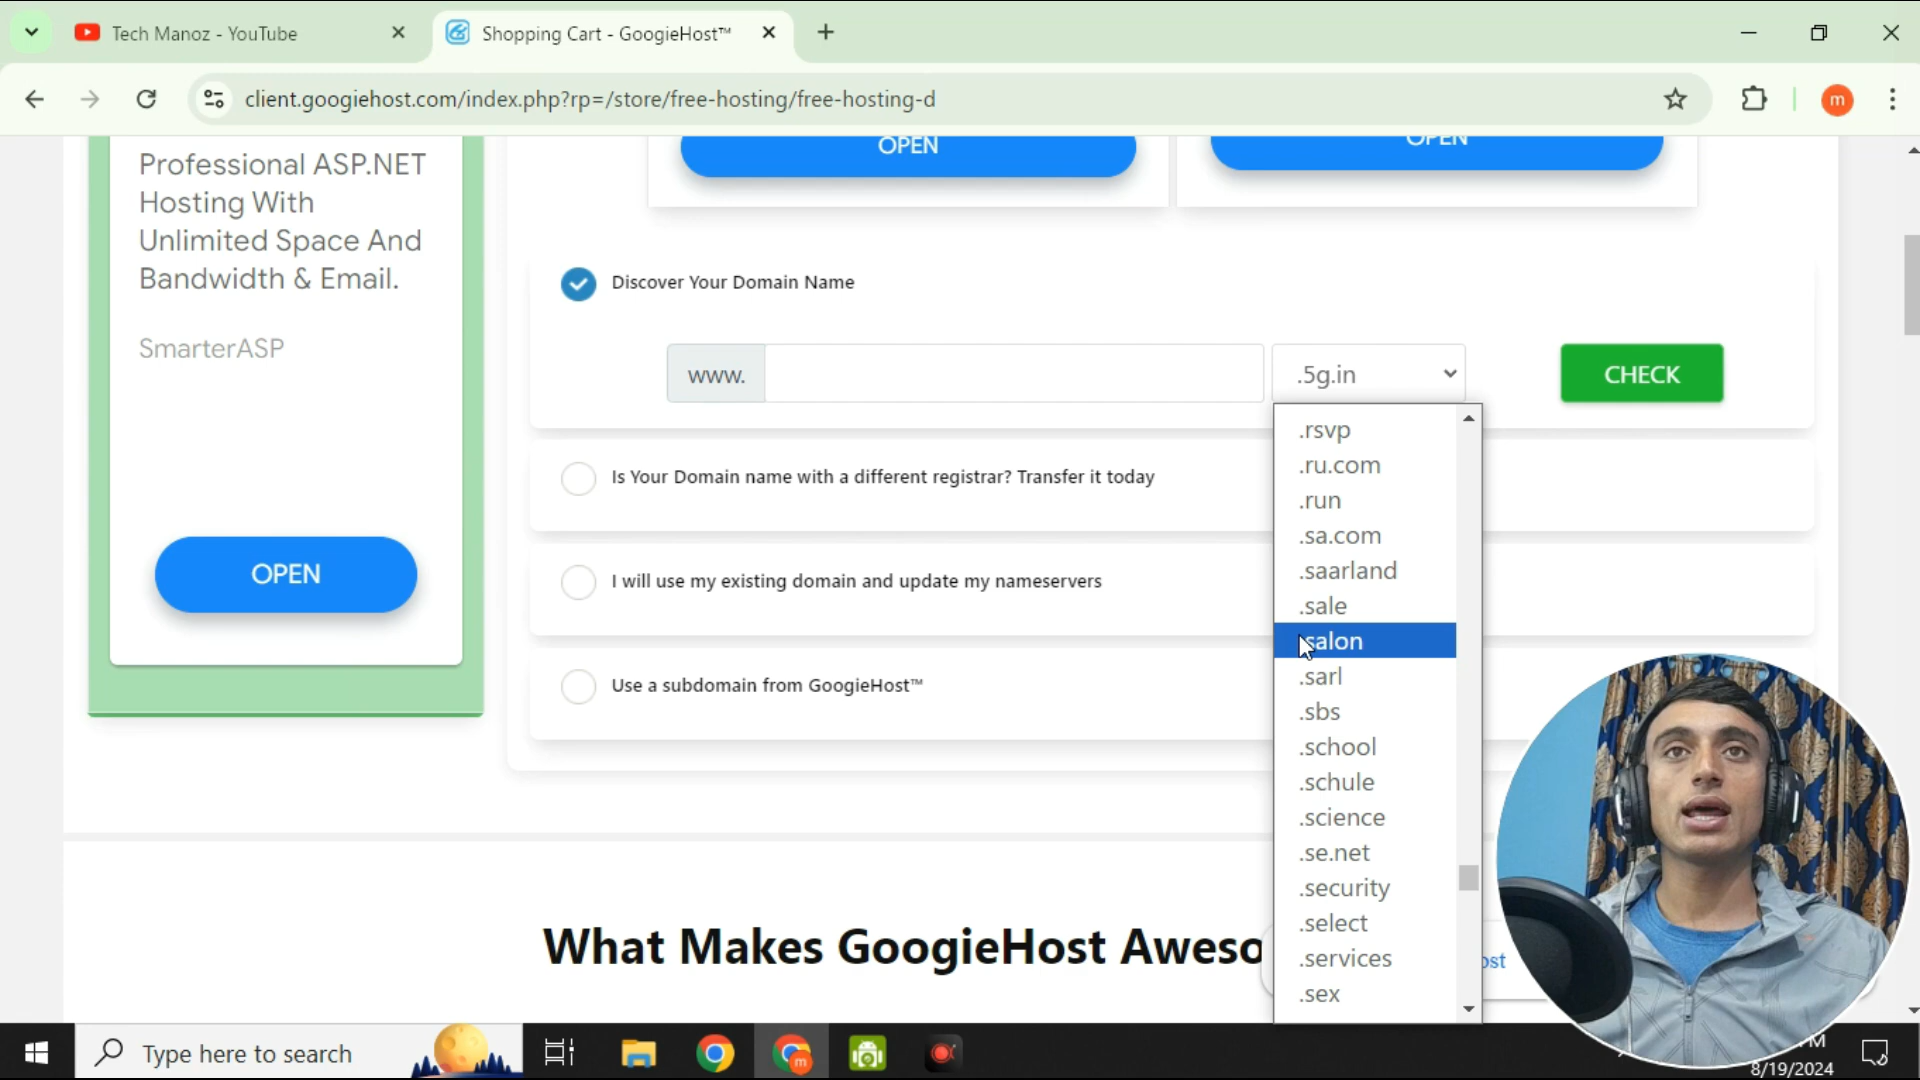 Tech Manoz - YouTube
Shopping Cart - GoogieHost™
client.googiehost.com/index.php?rp=/store/free-hosting/free-hosting-d
m
Professional ASP.NET
Hosting With
Unlimited Space And
Bandwidth & Email.
SmarterASP
OPEN
OPEN
OPEN
Discover Your Domain Name
www.
.5g.in
CHECK
Is Your Domain name with a different registrar? Transfer it today
I will use my existing domain and update my nameservers
Use a subdomain from GoogieHost™
.rsvp
.ru.com
.run
.sa.com
.saarland
.sale
.salon
.sarl
.sbs
.school
.schule
.science
.se.net
.security
.select
.services
.sex
What Makes GoogieHost Aweso
ost
Type here to search
m
8/19/2024